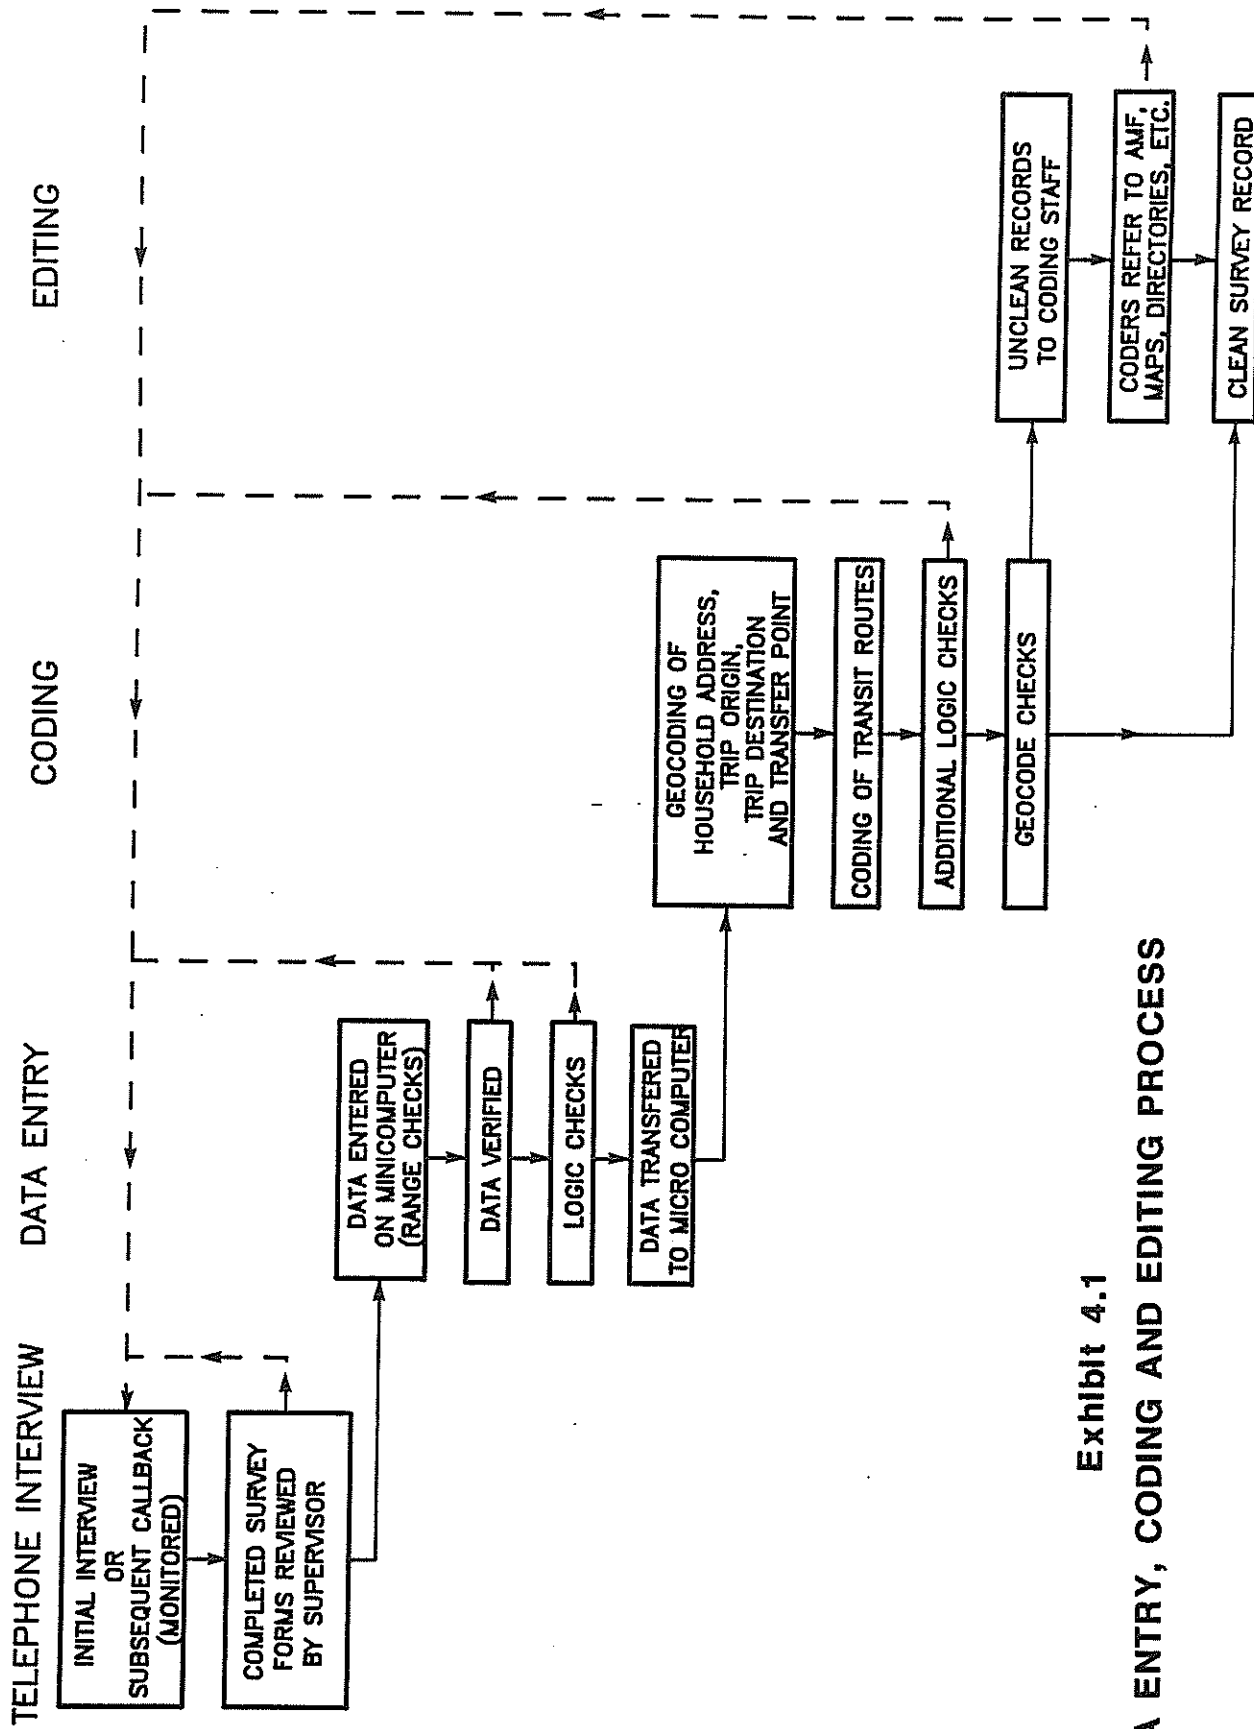 TELEPHONE INTERVIEW
DATA ENTRY
CODING
EDITING
INITIAL INTERVIEW
OR
SUBSEQUENT CALLBACK
(MONITORED)
COMPLETED SURVEY
FORMS REVIEWED
BY SUPERVISOR
DATA ENTERED
ON MINICOMPUTER
(RANGE CHECKS)
DATA VERIFIED
LOGIC CHECKS
DATA TRANSFERED
TO MICRO COMPUTER
GEOCODING OF
HOUSEHOLD ADDRESS,
TRIP ORIGIN,
TRIP DESTINATION
AND TRANSFER POINT
CODING OF TRANSIT ROUTES
ADDITIONAL LOGIC CHECKS
GEOCODE CHECKS
UNCLEAN RECORDS
TO CODING STAFF
CODERS REFER TO AMF,
MAPS, DIRECTORIES, ETC.
CLEAN SURVEY RECORD
Exhibit 4.1
A ENTRY, CODING AND EDITING PROCESS